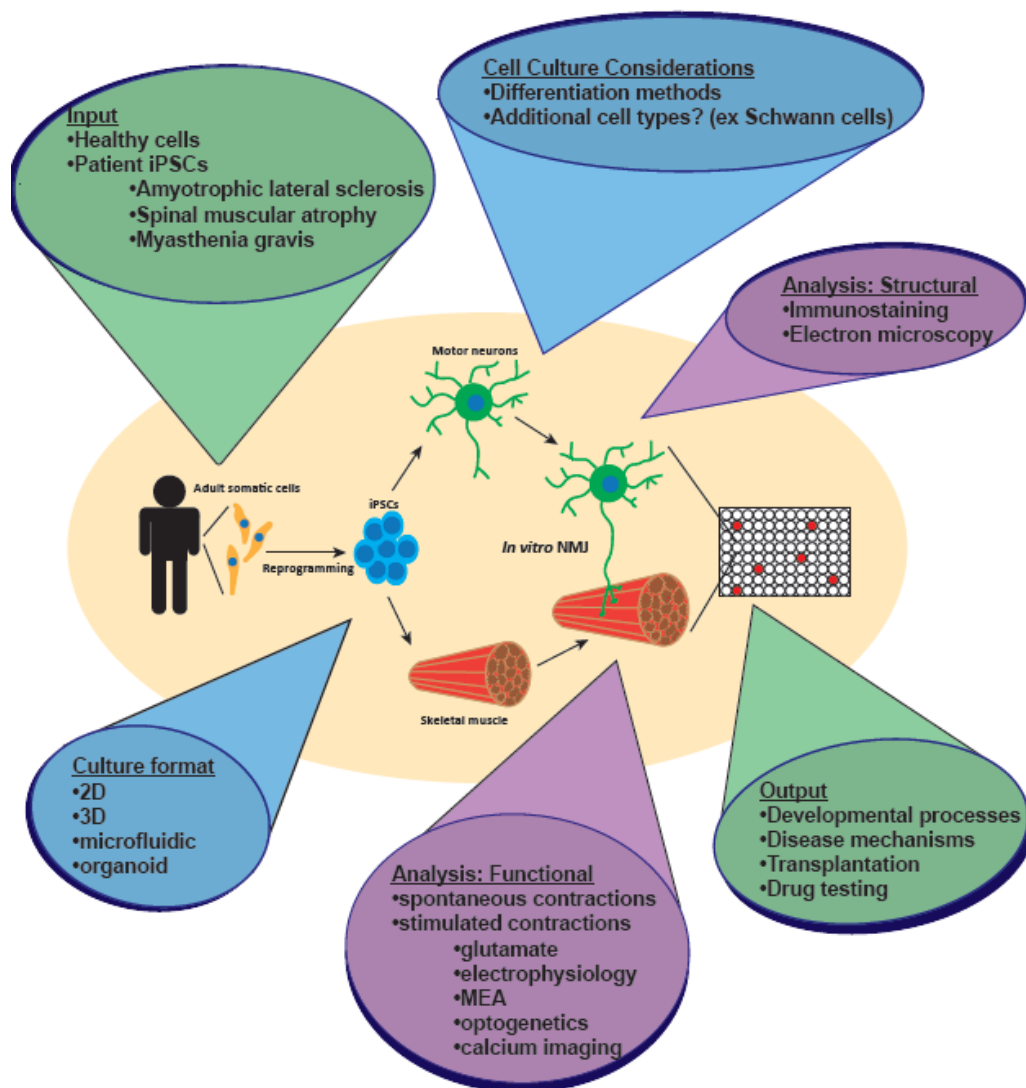 Cell Culture Considerations
•Differentiation methods
•Additional cell types? (ex Schwann cells)
Input
•Healthy cells
•Patient iPSCs
•Amyotrophic lateral sclerosis
•Spinal muscular atrophy
•Myasthenia gravis
Analysis: Structural
•Immunostaining
•Electron microscopy
Motor neurons
Adult somatic cells
iPSCs
Reprogramming
In vitro NMJ
Skeletal muscle
Culture format
•2D
•3D
•microfluidic
•organoid
Analysis: Functional
•spontaneous contractions
•stimulated contractions
•glutamate
•electrophysiology
•MEA
•optogenetics
•calcium imaging
Output
•Developmental processes
•Disease mechanisms
•Transplantation
•Drug testing